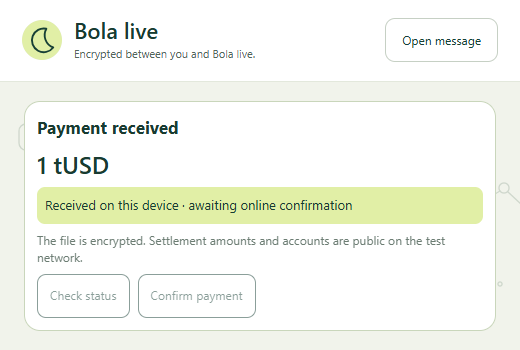 Bola live
Encrypted between you and Bola live.
Open message
Payment received
1 tUSD
Received on this device · awaiting online confirmation
The file is encrypted. Settlement amounts and accounts are public on the test
network.
Check status
Confirm payment